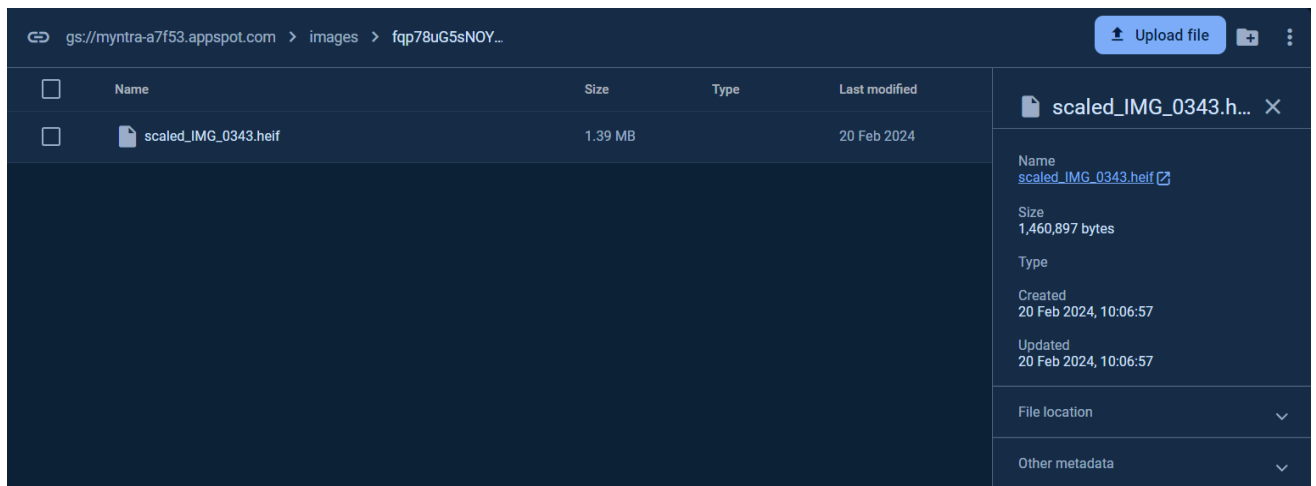 gs://myntra-a7f53.appspot.com > images > fqp78uG5sNOY…
Upload file
Name Size Type Last modified
scaled_IMG_0343.heif 1.39 MB 20 Feb 2024
scaled_IMG_0343.h…
Name
scaled_IMG_0343.heif
Size
1,460,897 bytes
Type
Created
20 Feb 2024, 10:06:57
Updated
20 Feb 2024, 10:06:57
File location
Other metadata